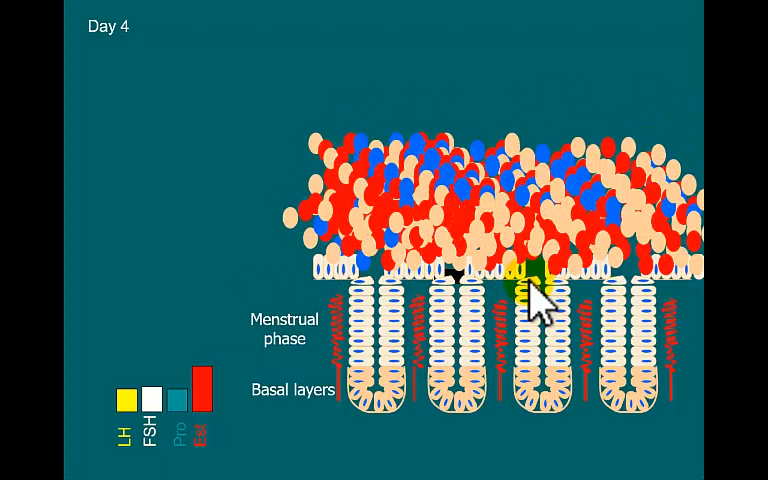 Day 4
Menstrual
phase
Basal layers
LH
FSH
Pro
Est